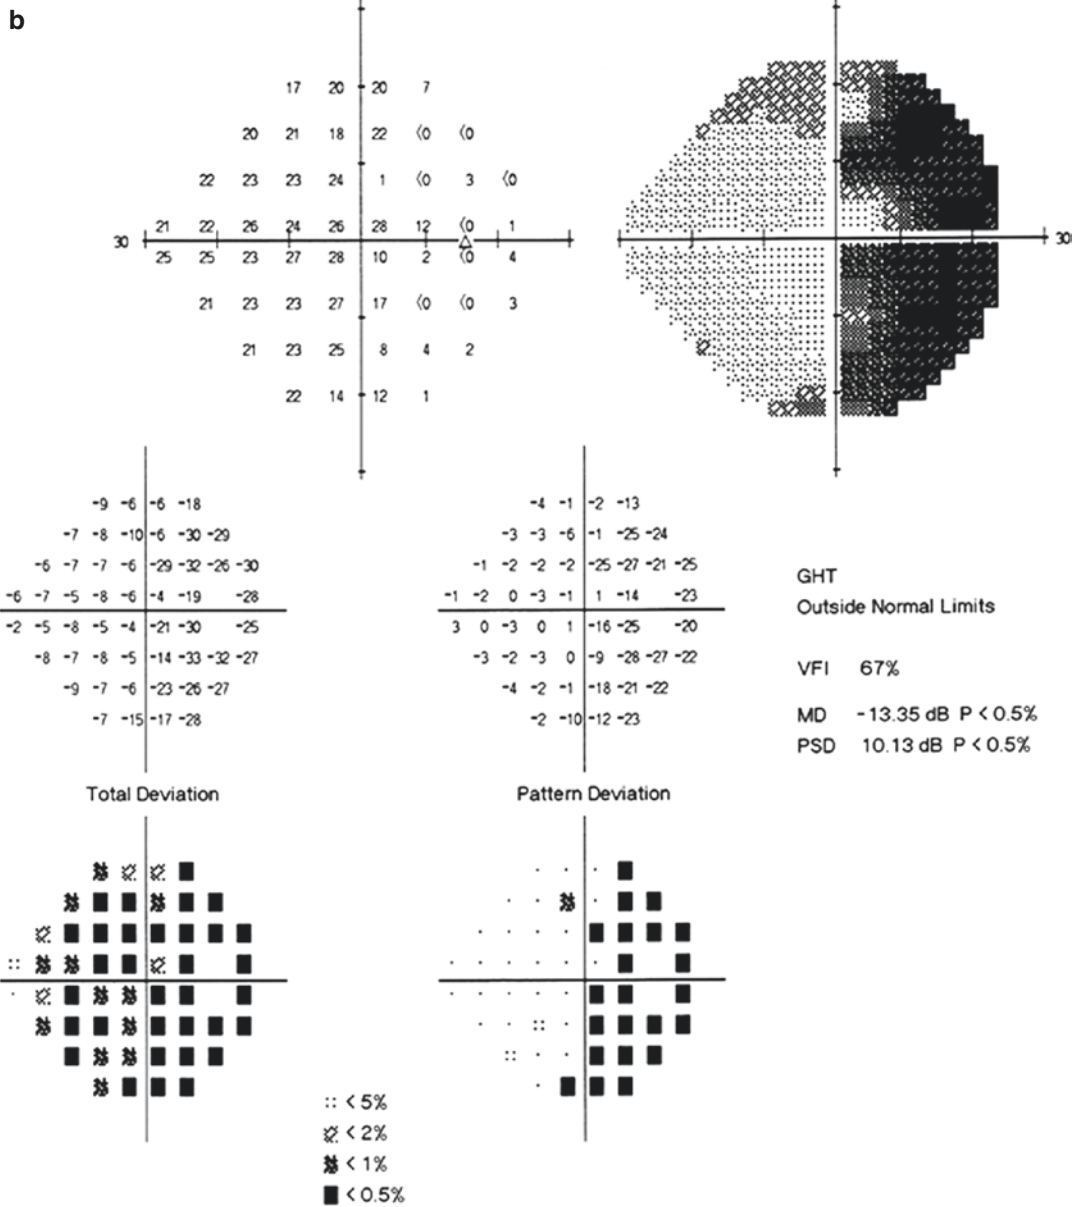 b
17 20 20 7
20 21 18 22 <0 <0
22 23 23 24 1 <0 3 <0
21 22 26 24 26 28 12 <0 1
30
30
25 25 23 27 28 10 2 <0 4
21 23 23 27 17 <0 <0 3
21 23 25 8 4 2
22 14 12 1
-9 -6 -6 -18
-7 -8 -10 -6 -30 -29
-6 -7 -7 -6 -29 -32 -26 -30
-6 -7 -5 -8 -6 -4 -19 -28
-2 -5 -8 -5 -4 -21 -30 -25
-8 -7 -8 -5 -14 -33 -32 -27
-9 -7 -6 -23 -26 -27
-7 -15 -17 -28
Total Deviation
-4 -1 -2 -13
-3 -3 -6 -1 -25 -24
-1 -2 -2 -2 -25 -27 -21 -25
-1 -2 0 -3 -1 1 -14 -23
3 0 -3 0 1 -16 -25 -20
-3 -2 -3 0 -9 -28 -27 -22
-4 -2 -1 -18 -21 -22
-2 -10 -12 -23
Pattern Deviation
GHT
Outside Normal Limits
VFI 67%
MD -13.35 dB P < 0.5%
PSD 10.13 dB P < 0.5%
< 5%
< 2%
< 1%
< 0.5%